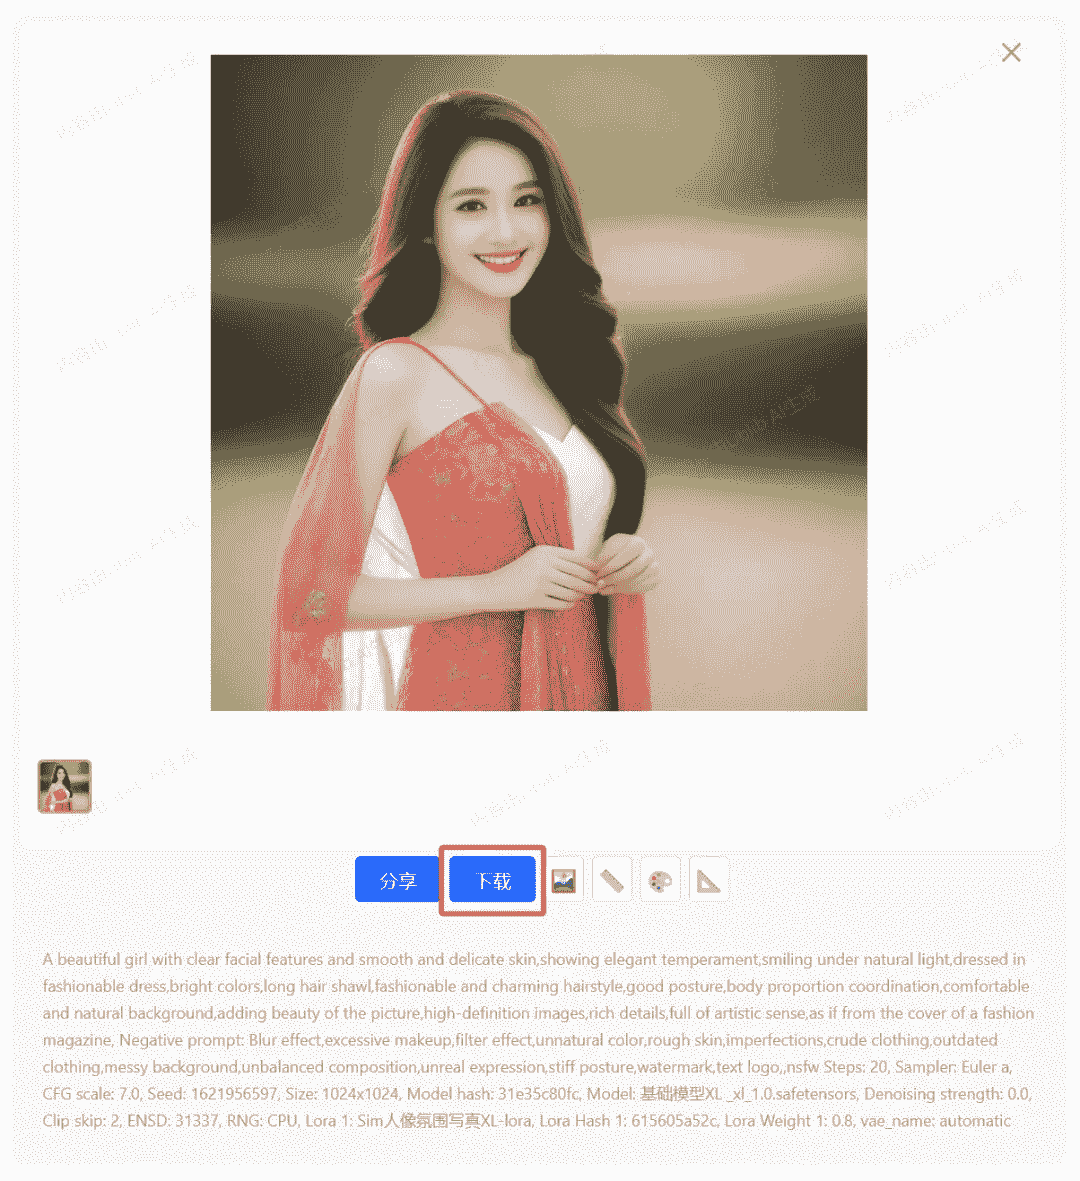 分享
下载
A beautiful girl with clear facial features and smooth and delicate skin,showing elegant temperament,smiling under natural light,dressed in
fashionable dress,bright colors,long hair shawl,fashionable and charming hairstyle,good posture,body proportion coordination,comfortable
and natural background,adding beauty of the picture,high-definition images,rich details,full of artistic sense,as if from the cover of a fashion
magazine, Negative prompt: Blur effect,excessive makeup,filter effect,unnatural color,rough skin,imperfections,crude clothing,outdated
clothing,messy background,unbalanced composition,unreal expression,stiff posture,watermark,text logo,,nsfw Steps: 20, Sampler: Euler a,
CFG scale: 7.0, Seed: 1621956597, Size: 1024x1024, Model hash: 31e35c80fc, Model: 基础模型XL _xl_1.0.safetensors, Denoising strength: 0.0,
Clip skip: 2, ENSD: 31337, RNG: CPU, Lora 1: Sim人像氛围写真XL-lora, Lora Hash 1: 615605a52c, Lora Weight 1: 0.8, vae_name: automatic